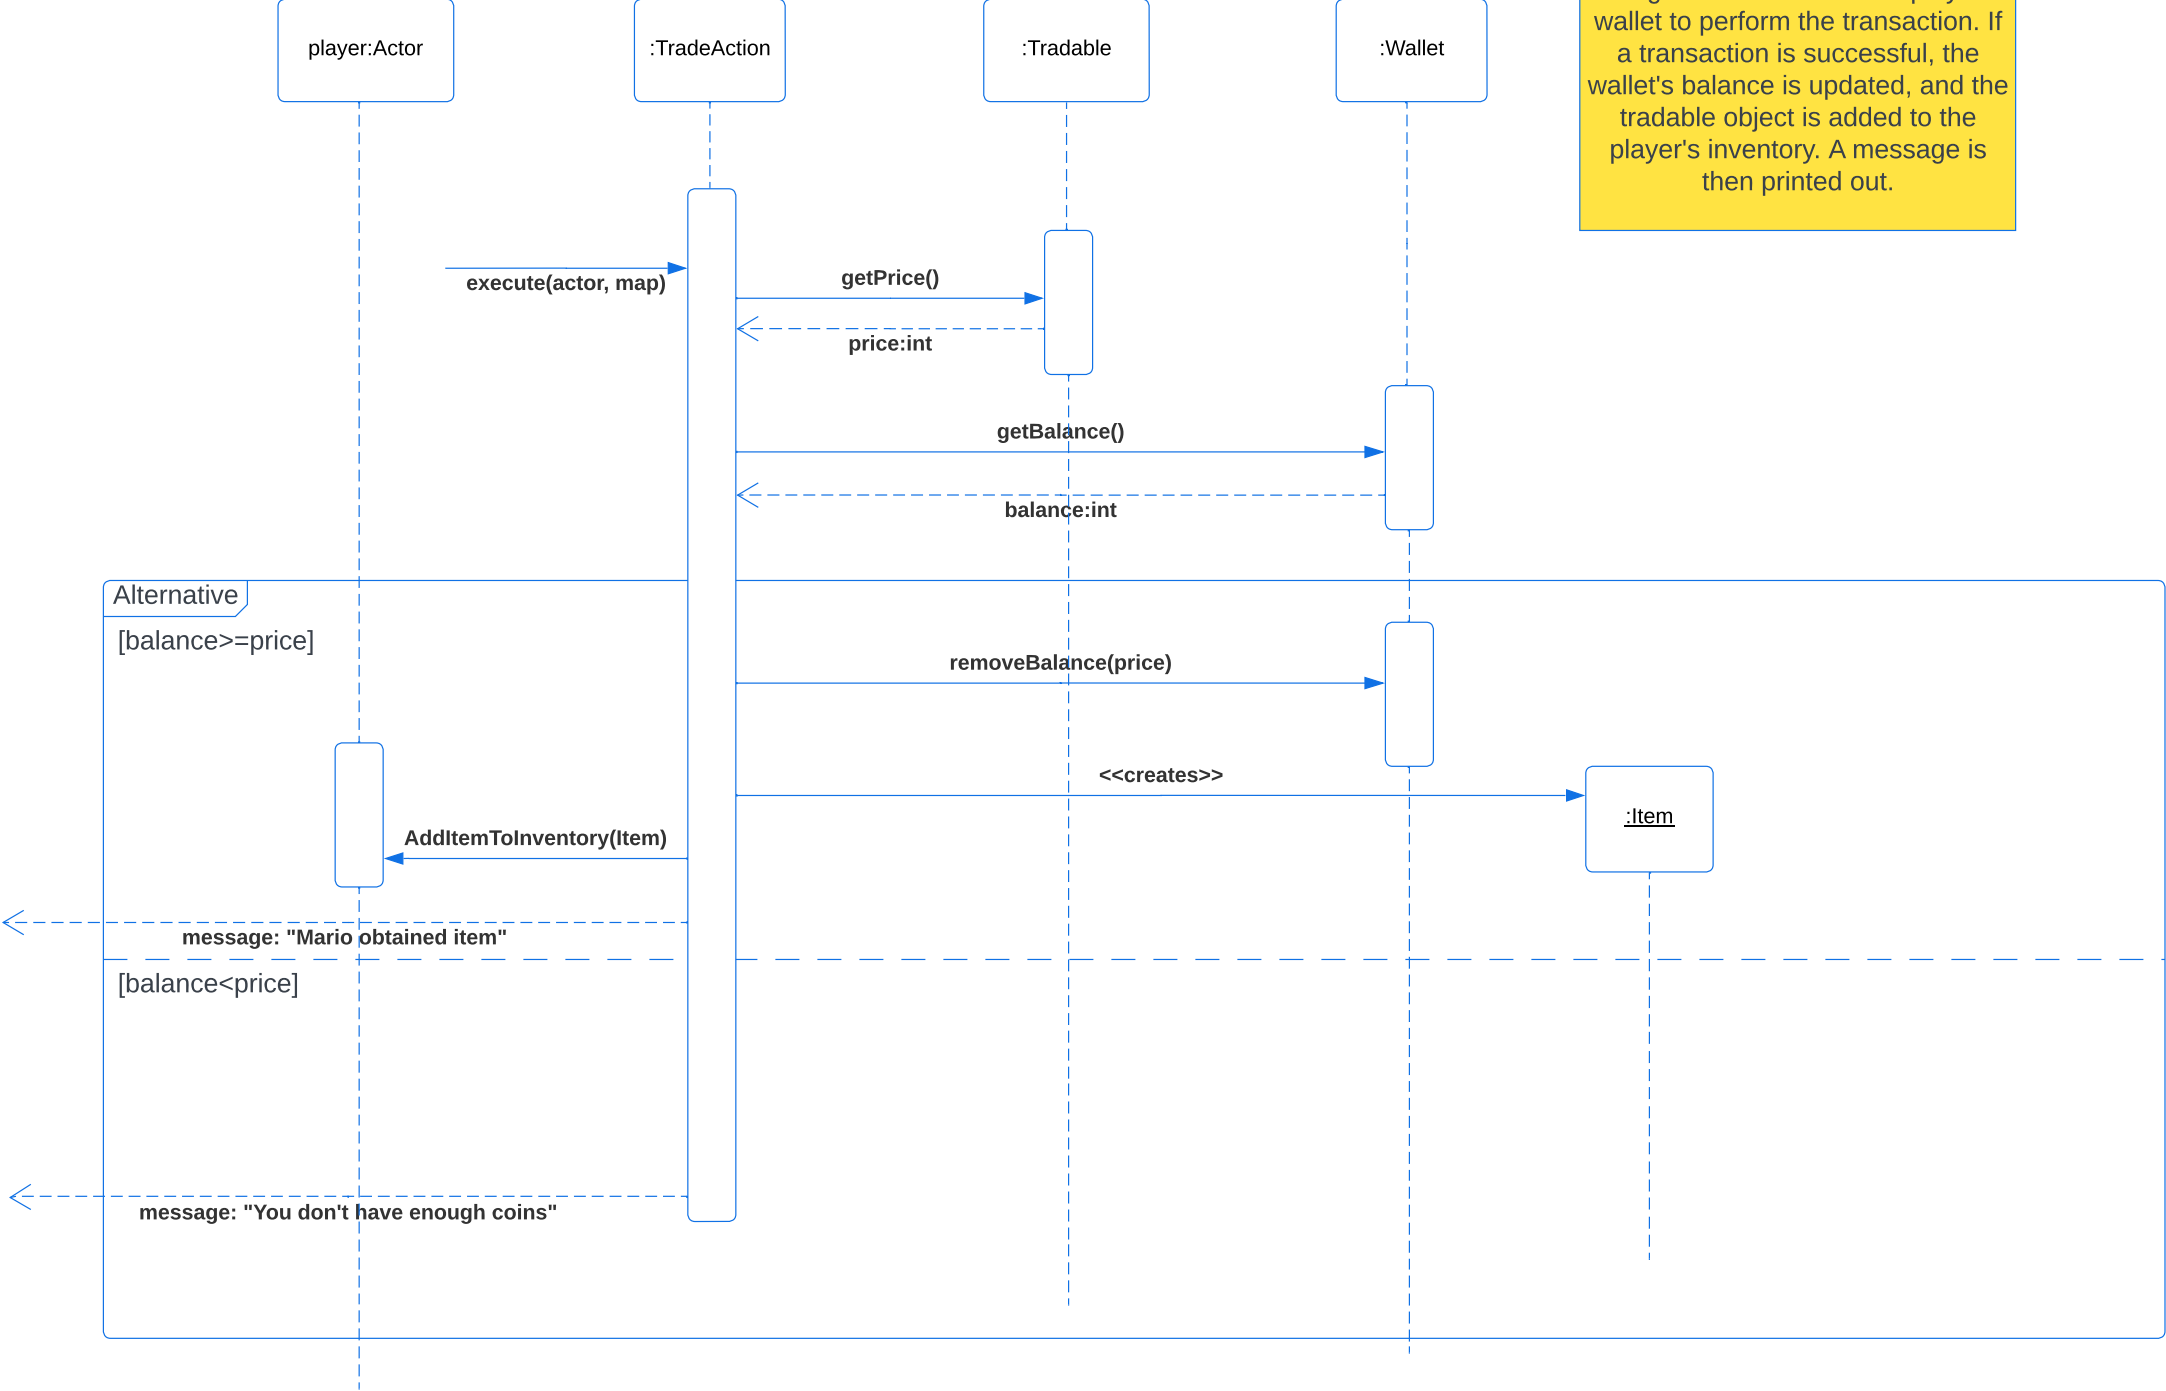 player:Actor
:TradeAction
:Tradable
:Wallet
wallet to perform the transaction. If
a transaction is successful, the
wallet's balance is updated, and the
tradable object is added to the
player's inventory. A message is
then printed out.
execute(actor, map)
getPrice()
price:int
getBalance()
balance:int
Alternative
[balance>=price]
removeBalance(price)
<<creates>>
:Item
AddItemToInventory(Item)
message: "Mario obtained item"
[balance<price]
message: "You don't have enough coins"